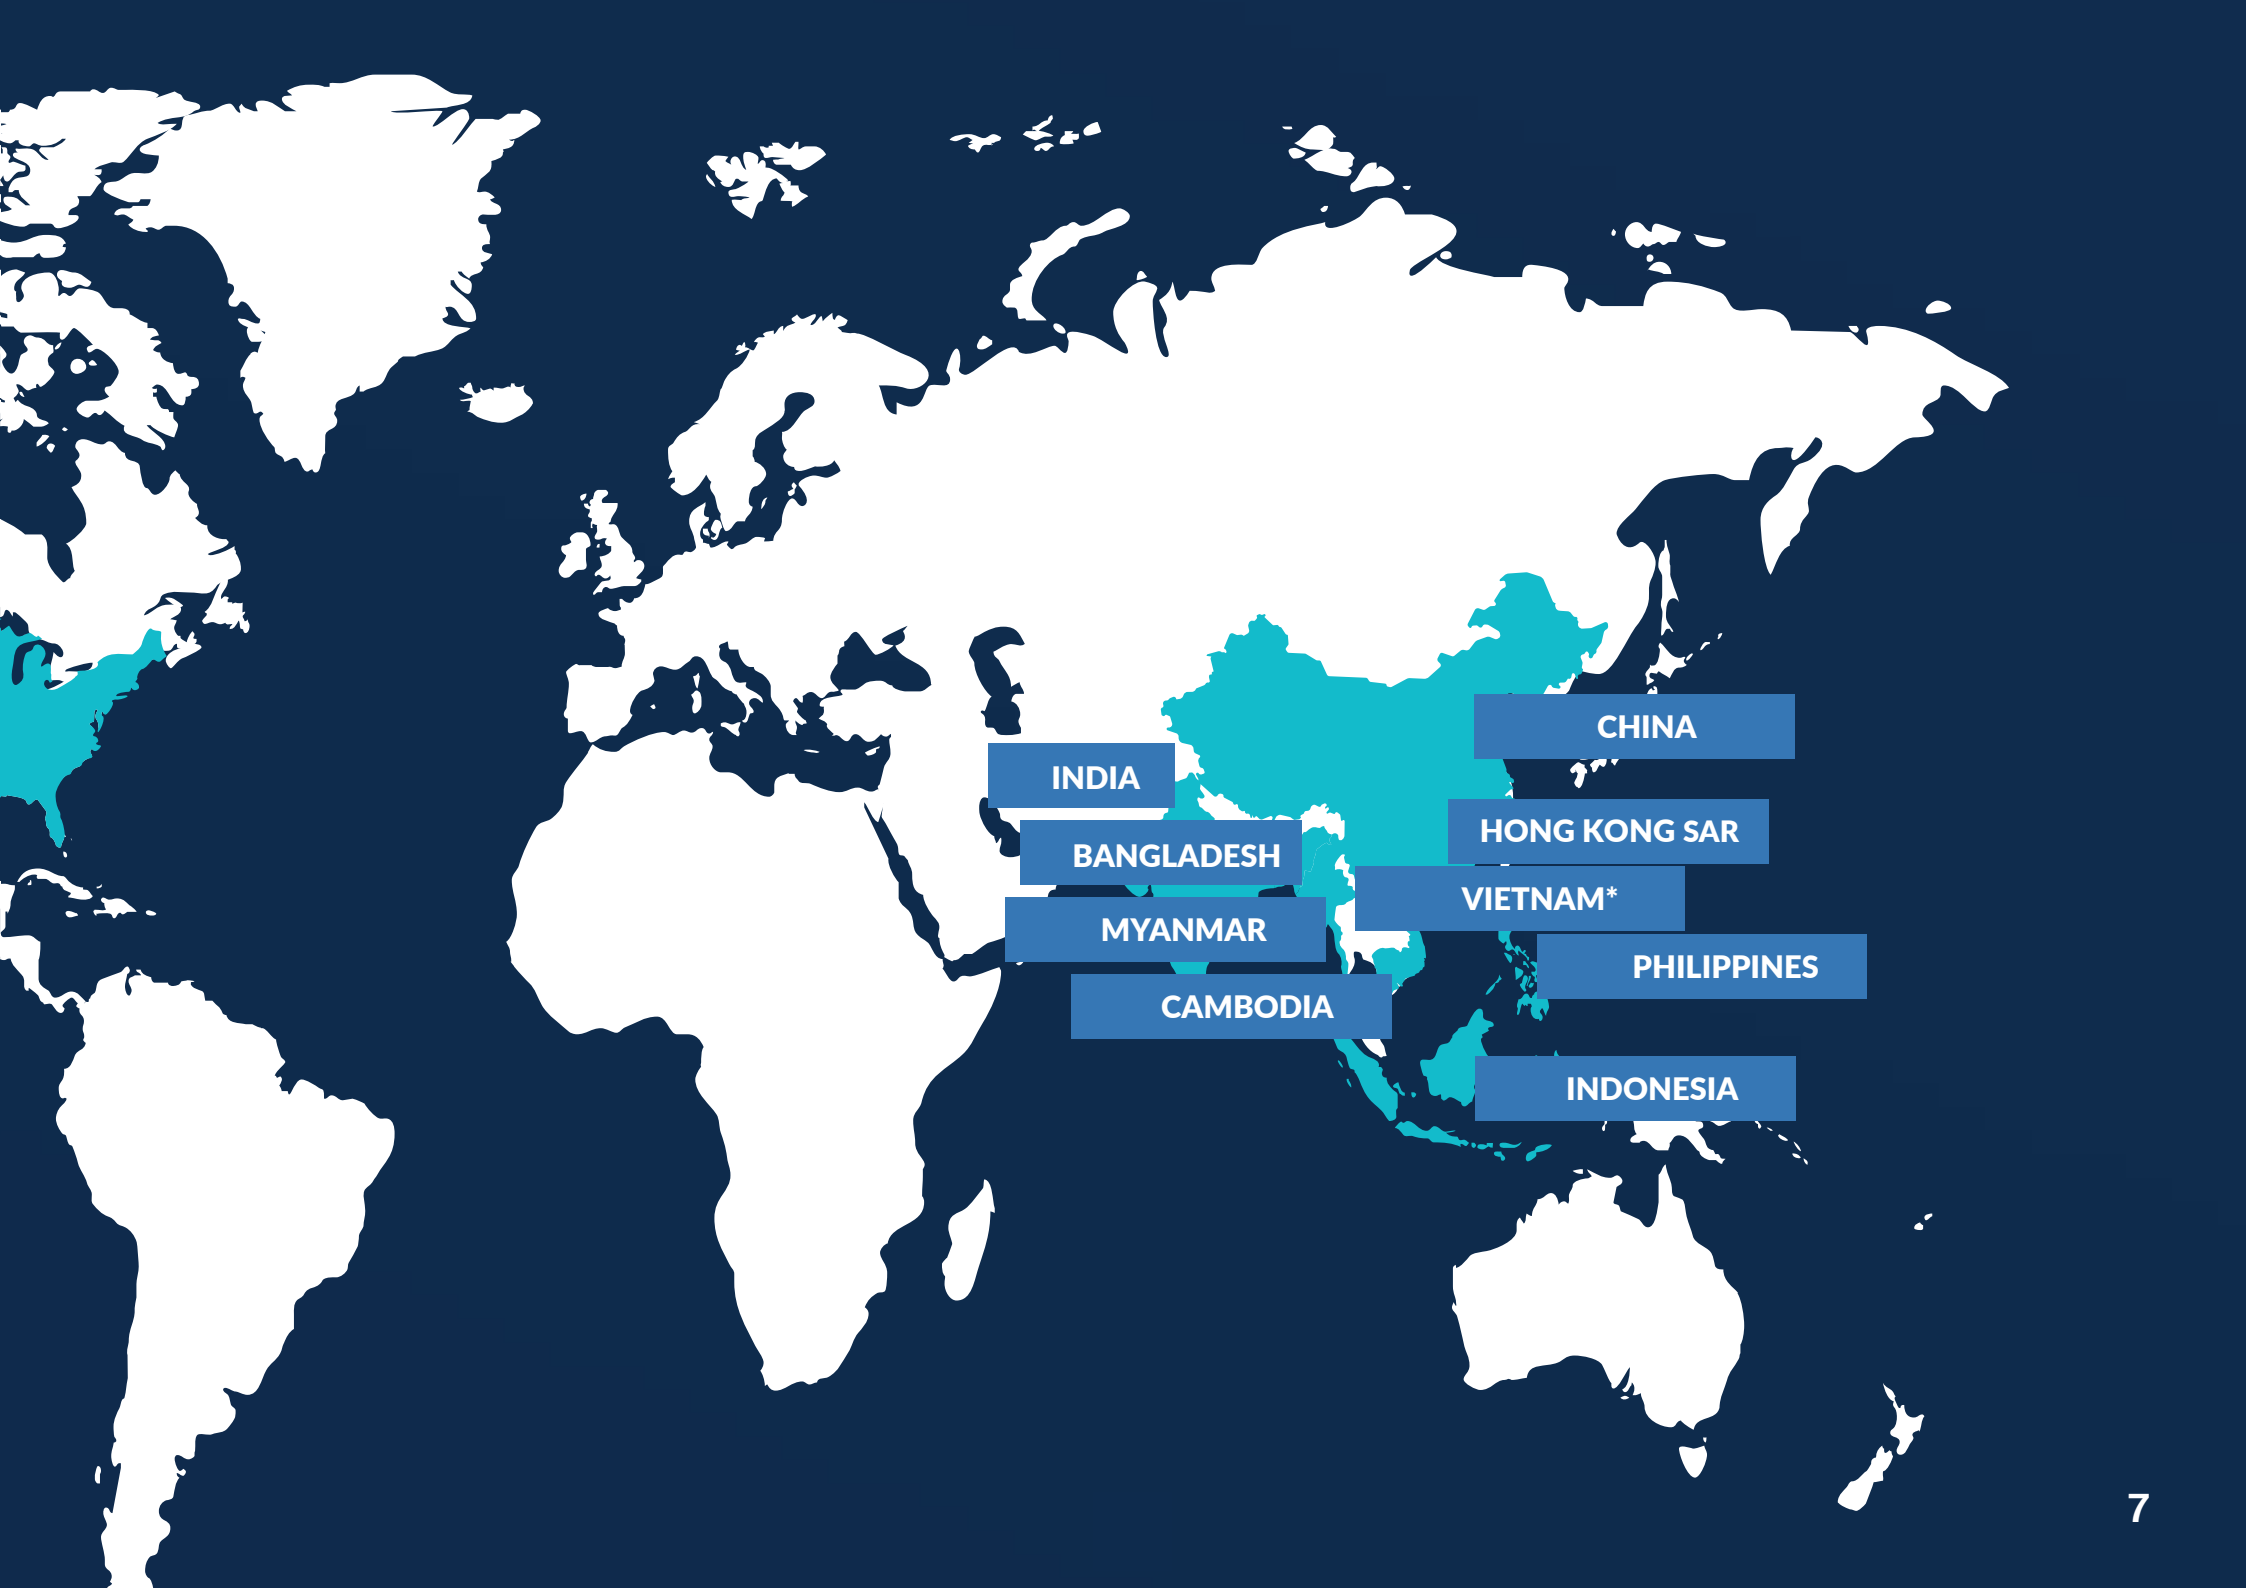 CHINA
INDIA
HONG KONG SAR
BANGLADESH
VIETNAM*
MYANMAR
PHILIPPINES
CAMBODIA
INDONESIA
7